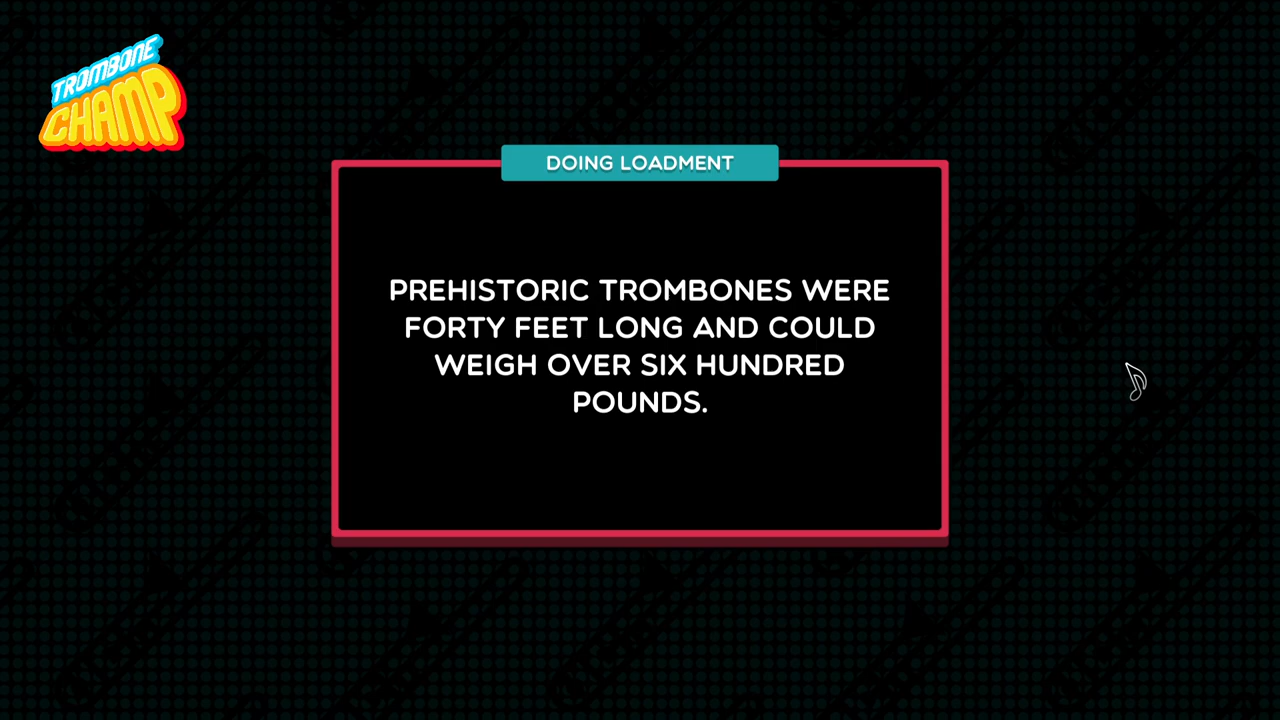 TROMBONE
CHAMP
DOING LOADMENT
PREHISTORIC TROMBONES WERE
FORTY FEET LONG AND COULD
WEIGH OVER SIX HUNDRED
POUNDS.